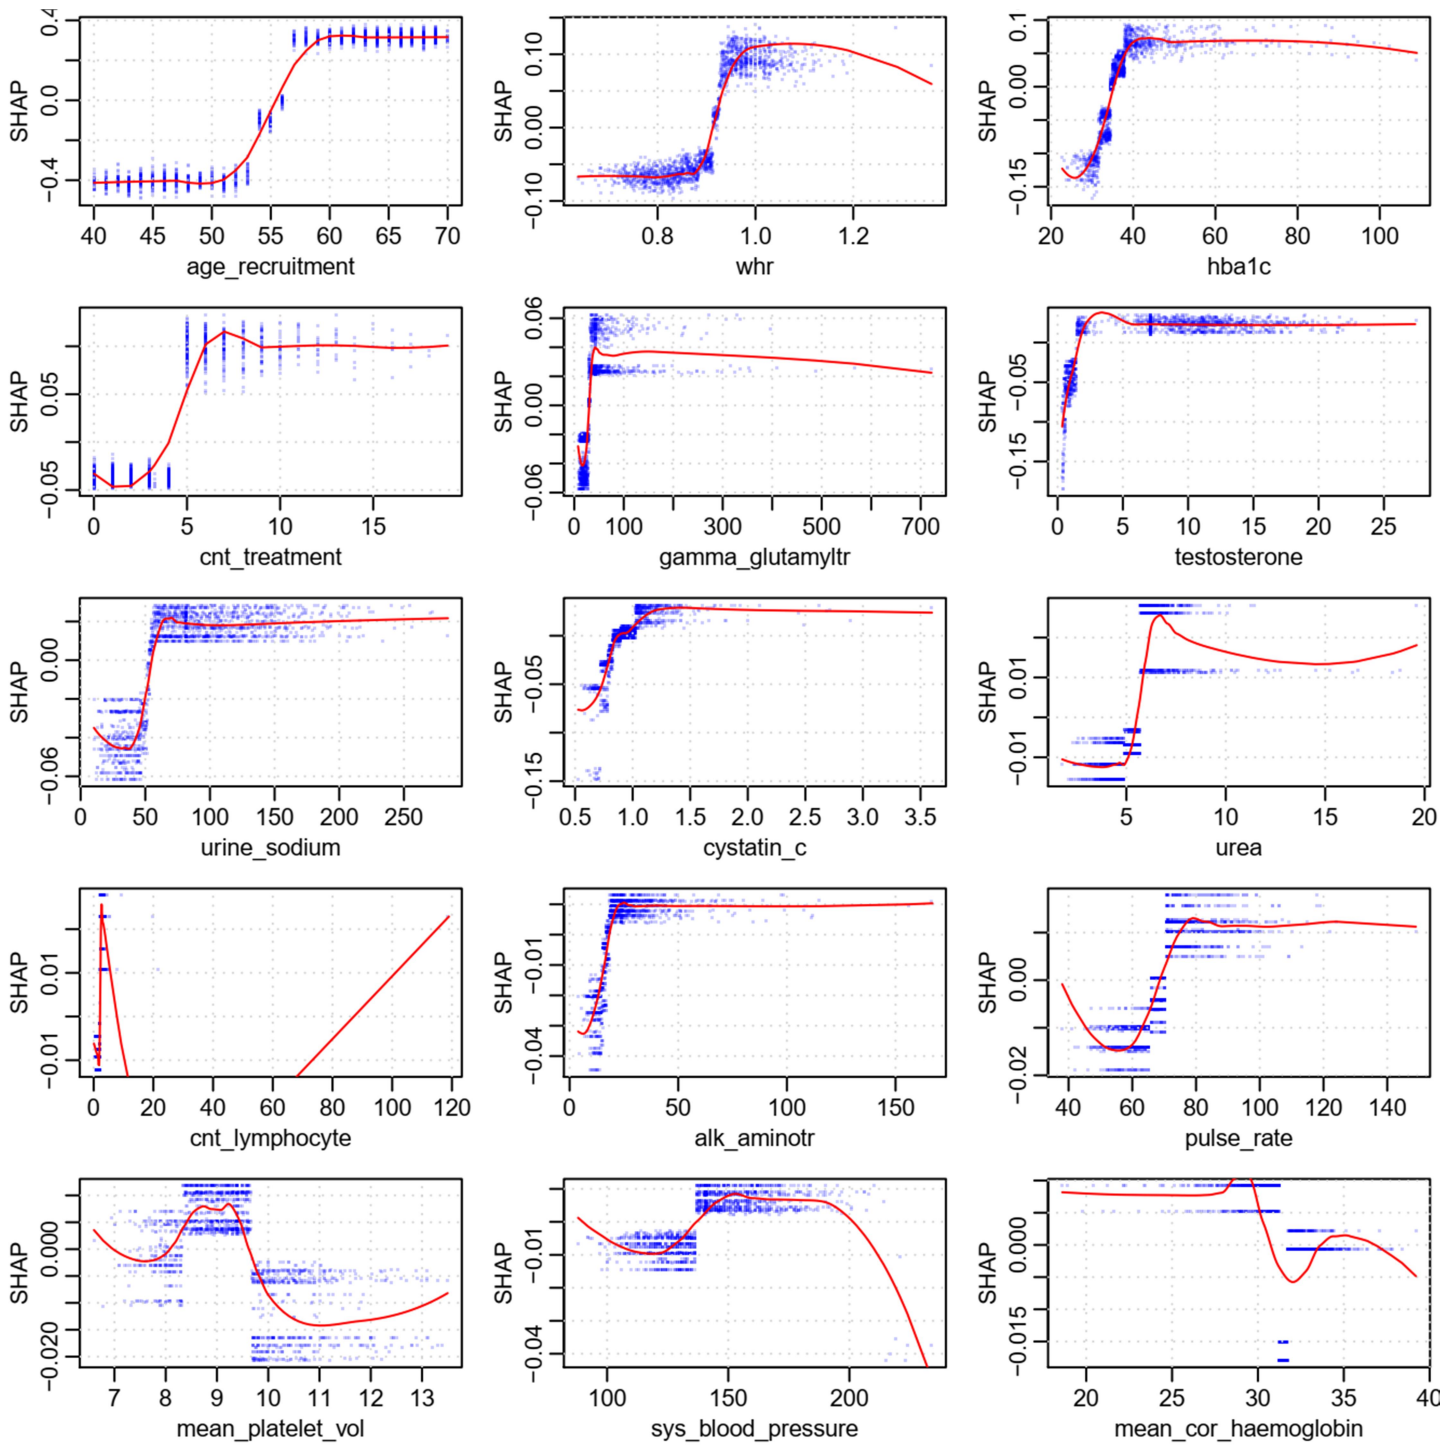 SHAP
−0.4 0.0 0.4
40 45 50 55 60 65 70
age_recruitment
SHAP
−0.10 0.00 0.10
0.8 1.0 1.2
whr
SHAP
−0.15 0.00 0.1
20 40 60 80 100
hba1c
SHAP
−0.05 0.05
0 5 10 15
cnt_treatment
SHAP
−0.06 0.00 0.06
0 100 300 500 700
gamma_glutamyltr
SHAP
−0.15 −0.05
0 5 10 15 20 25
testosterone
SHAP
−0.06 0.00
0 50 100 150 200 250
urine_sodium
SHAP
−0.15 −0.05
0.5 1.0 1.5 2.0 2.5 3.0 3.5
cystatin_c
SHAP
−0.01 0.01
5 10 15 20
urea
SHAP
−0.01 0.01
0 20 40 60 80 100 120
cnt_lymphocyte
SHAP
−0.04 −0.01
0 50 100 150
alk_aminotr
SHAP
−0.02 0.00
40 60 80 100 120 140
pulse_rate
SHAP
−0.020 0.000
7 8 9 10 11 12 13
mean_platelet_vol
SHAP
−0.04 −0.01
100 150 200
sys_blood_pressure
SHAP
−0.015 0.000
20 25 30 35 40
mean_cor_haemoglobin